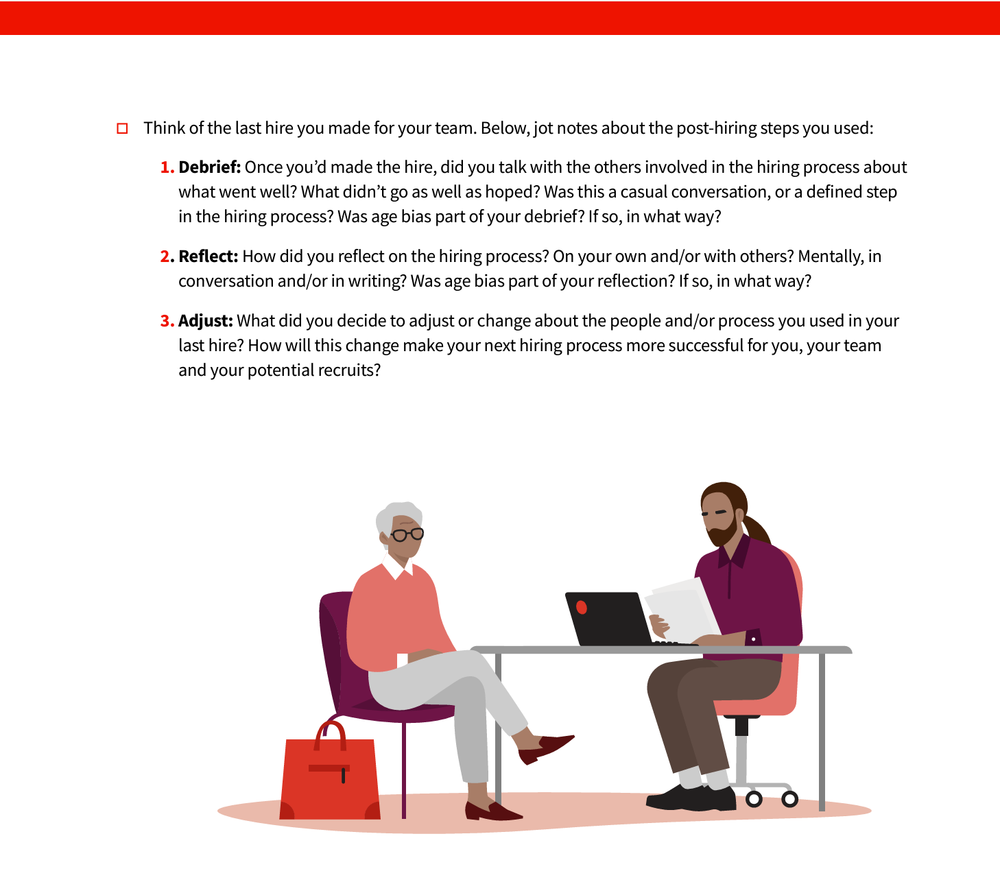 Think of the last hire you made for your team. Below, jot notes about the post-hiring steps you used:
1. Debrief: Once you’d made the hire, did you talk with the others involved in the hiring process about
what went well? What didn’t go as well as hoped? Was this a casual conversation, or a defined step
in the hiring process? Was age bias part of your debrief? If so, in what way?
2. Reflect: How did you reflect on the hiring process? On your own and/or with others? Mentally, in
conversation and/or in writing? Was age bias part of your reflection? If so, in what way?
3. Adjust: What did you decide to adjust or change about the people and/or process you used in your
last hire? How will this change make your next hiring process more successful for you, your team
and your potential recruits?